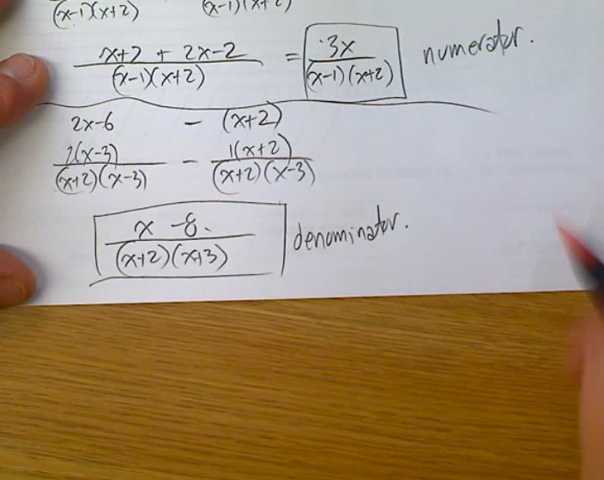 (x-1)(x+2) (x-1)(x+2)
x+2 + 2x-2 = 3x numerator.
(x-1)(x+2) (x-1)(x+2)
2x-6 - (x+2)
2(x-3) - 1(x+2)
(x+2)(x-3) (x+2)(x-3)
x -8. denominator.
(x+2)(x+3)